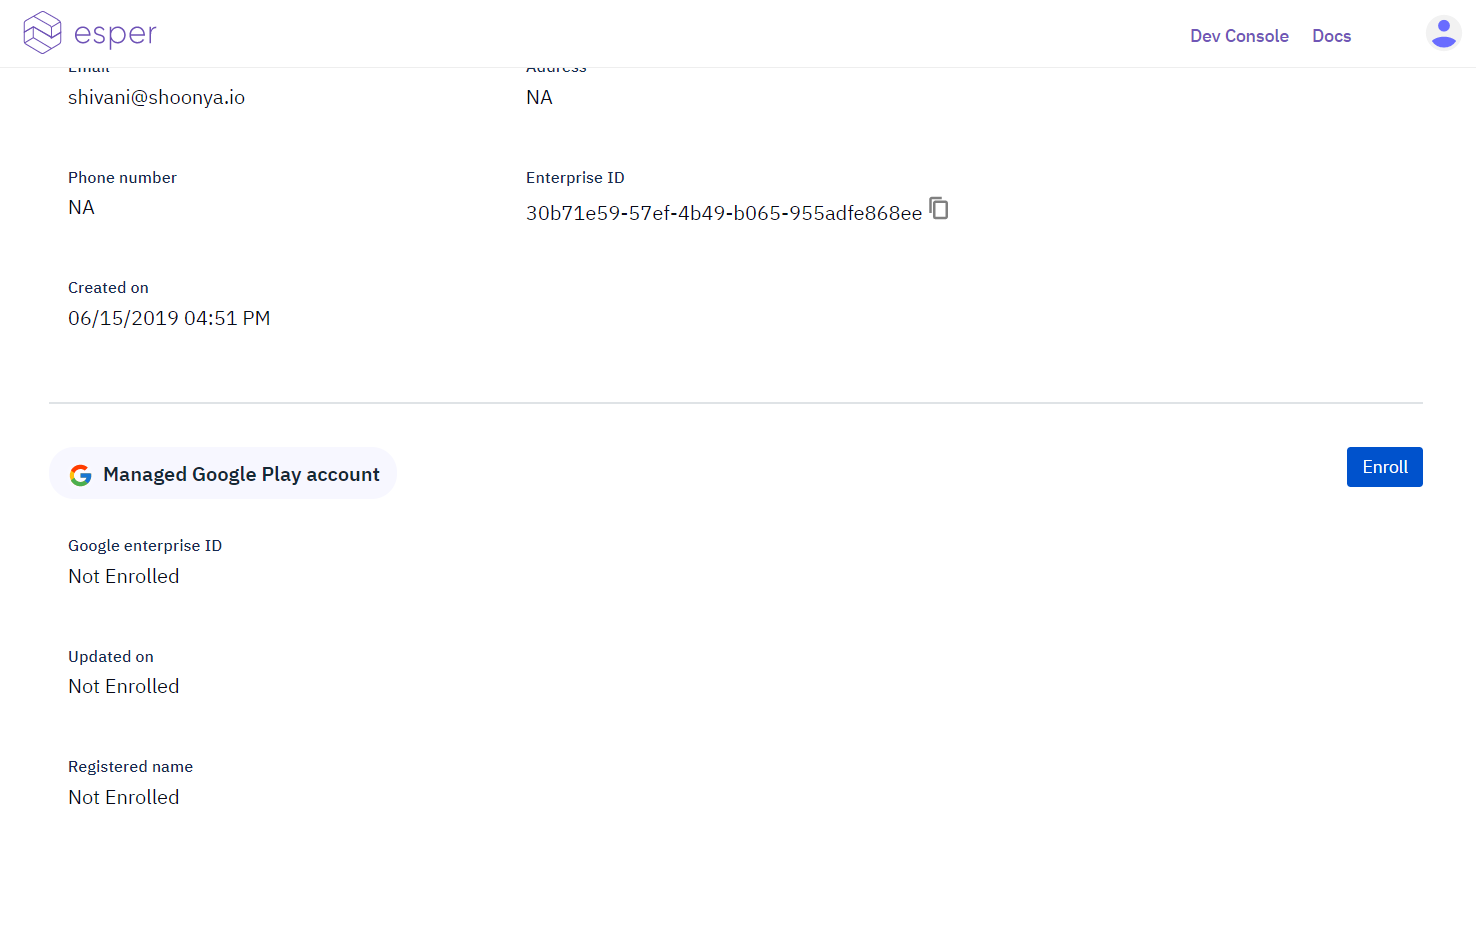 esper
Dev Console Docs
Email Address
shivani@shoonya.io NA
Phone number Enterprise ID
NA 30b71e59-57ef-4b49-b065-955adfe868ee
Created on
06/15/2019 04:51 PM
Managed Google Play account Enroll
Google enterprise ID
Not Enrolled
Updated on
Not Enrolled
Registered name
Not Enrolled